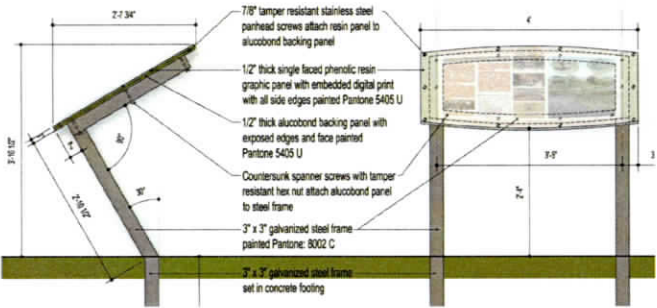 2'-7 3/4"
7/8" tamper resistant stainless steel
panhead screws attach resin panel to
alucobond backing panel
1/2" thick single faced phenolic resin
graphic panel with embedded digital print
with all side edges painted Pantone 5405 U
1/2" thick alucobond backing panel with
exposed edges and face painted
Pantone 5405 U
Countersunk spanner screws with tamper
resistant hex nut attach alucobond panel
to steel frame
3" x 3" galvanized steel frame
painted Pantone: 8002 C
3" x 3" galvanized steel frame
set in concrete footing
3'-10 1/2"
2'-10 1/2"
90°
4'
3